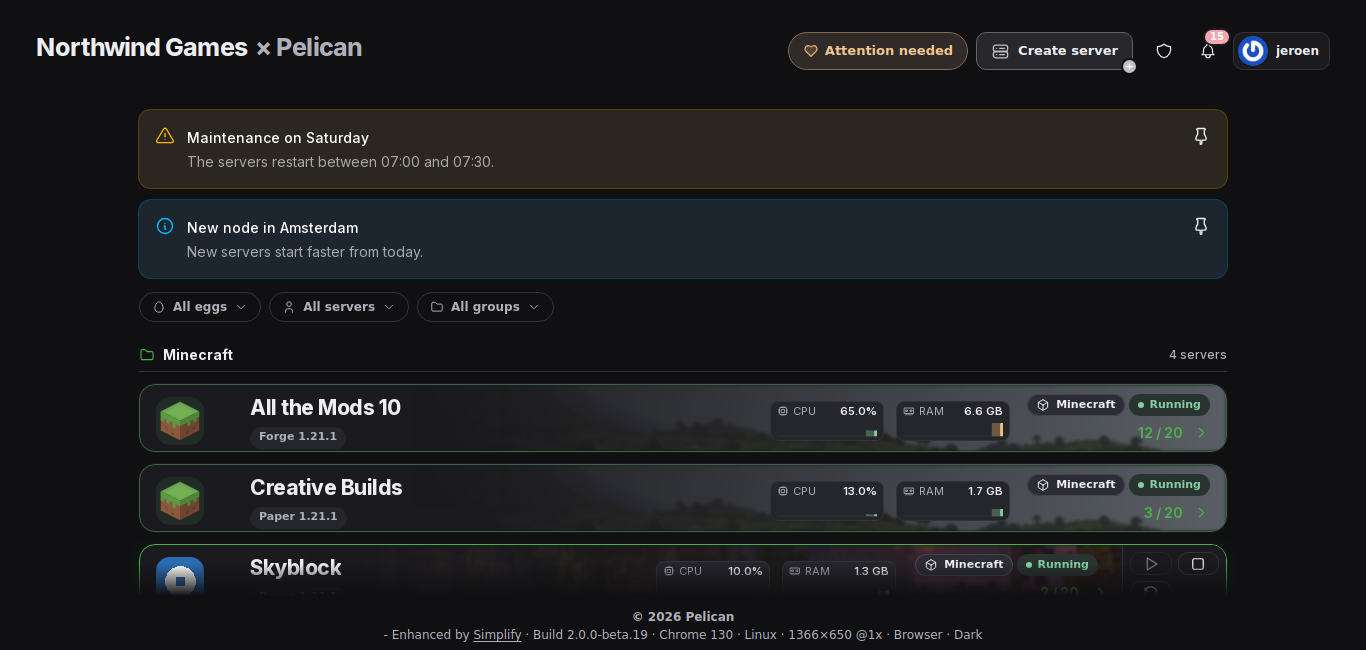 Northwind Games × Pelican
Attention needed
Create server
15
jeroen
Maintenance on Saturday
The servers restart between 07:00 and 07:30.
New node in Amsterdam
New servers start faster from today.
All eggs
All servers
All groups
Minecraft
4 servers
All the Mods 10
Forge 1.21.1
CPU 65.0%
RAM 6.6 GB
Minecraft
Running
12 / 20
Creative Builds
Paper 1.21.1
CPU 13.0%
RAM 1.7 GB
Minecraft
Running
3 / 20
Skyblock
CPU 10.0%
RAM 1.3 GB
Minecraft
Running
2 / 20
© 2026 Pelican
- Enhanced by Simplify · Build 2.0.0-beta.19 · Chrome 130 · Linux · 1366×650 @1x · Browser · Dark